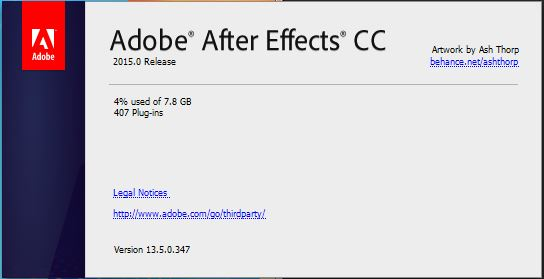 Adobe
Adobe® After Effects® CC
2015.0 Release
Artwork by Ash Thorp
behance.net/ashthorp
4% used of 7.8 GB
407 Plug-ins
Legal Notices
http://www.adobe.com/go/thirdparty/
Version 13.5.0.347